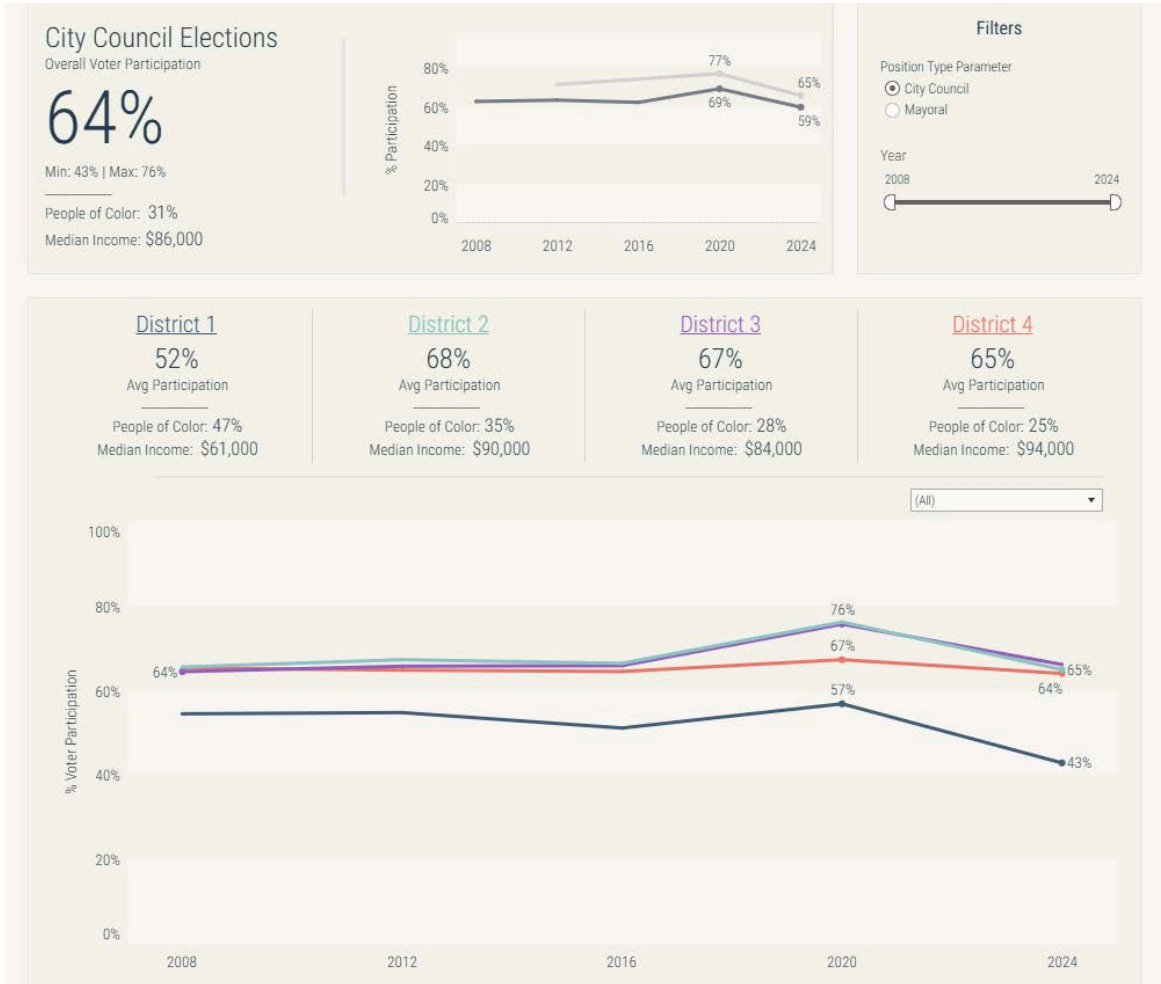 City Council Elections
Overall Voter Participation
64%
Min: 43% | Max: 76%
People of Color: 31%
Median Income: $86,000
% Participation
80%
60%
40%
20%
0%
77%
69%
65%
59%
2008 2012 2016 2020 2024
Filters
Position Type Parameter
City Council
Mayoral
Year
2008 2024
District 1
52%
Avg Participation
People of Color: 47%
Median Income: $61,000
District 2
68%
Avg Participation
People of Color: 35%
Median Income: $90,000
District 3
67%
Avg Participation
People of Color: 28%
Median Income: $84,000
District 4
65%
Avg Participation
People of Color: 25%
Median Income: $94,000
(All)
% Voter Participation
100%
80%
60%
40%
20%
0%
64%
76%
67%
57%
65%
64%
43%
2008 2012 2016 2020 2024